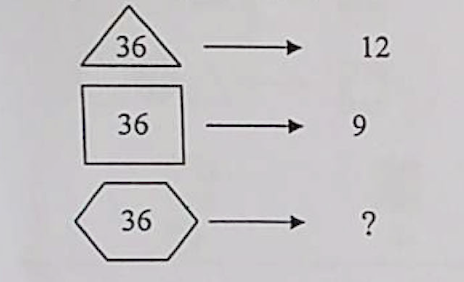 36 → 12
36 → 9
36 → ?